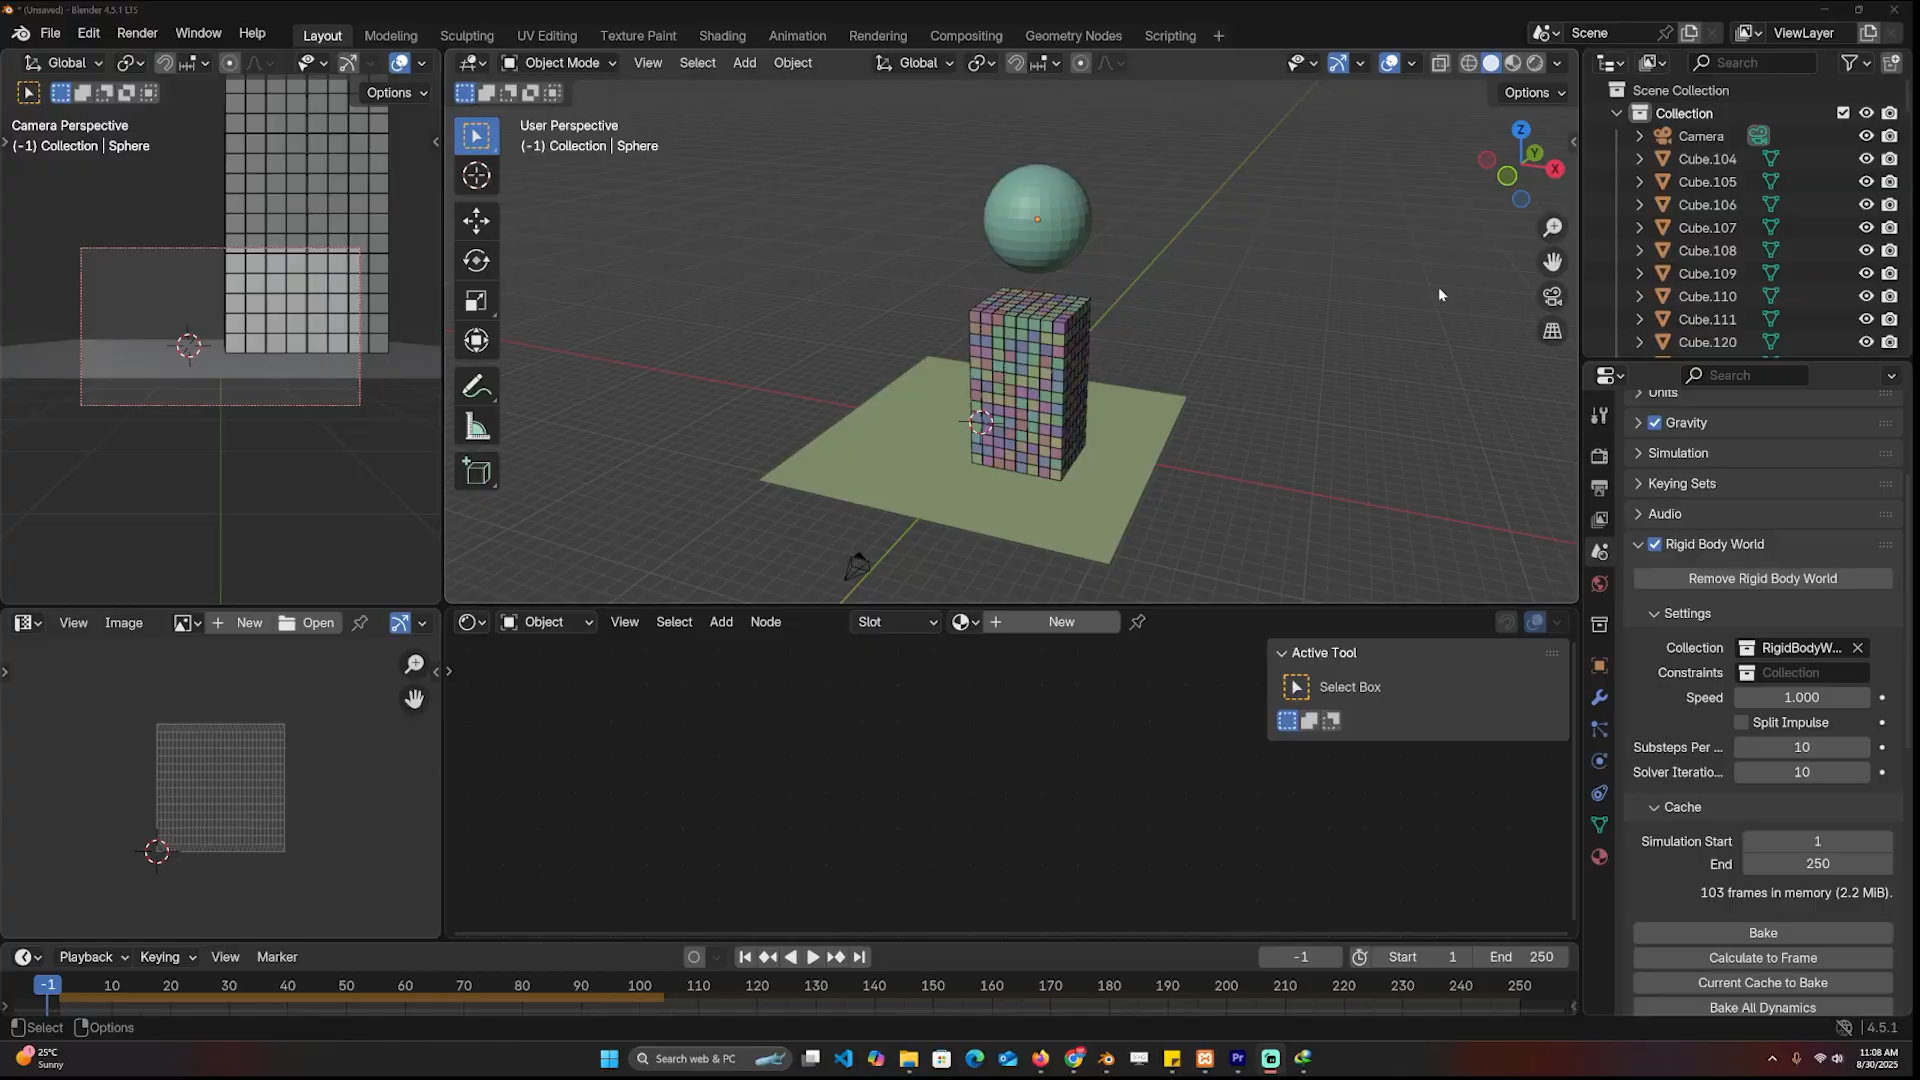 * (Unsaved) - Blender 4.5.1 LTS
File Edit Render Window Help
Layout Modeling Sculpting UV Editing Texture Paint Shading Animation Rendering Compositing Geometry Nodes Scripting +
Scene
ViewLayer
Global
Options
Camera Perspective
(-1) Collection | Sphere
Object Mode View Select Add Object
Global
Options
User Perspective
(-1) Collection | Sphere
Z
Y
X
Search
Scene Collection
Collection
Camera
Cube.104
Cube.105
Cube.106
Cube.107
Cube.108
Cube.109
Cube.110
Cube.111
Cube.120
Search
Units
Gravity
Simulation
Keying Sets
Audio
Rigid Body World
Remove Rigid Body World
Settings
Collection RigidBodyW...
Constraints Collection
Speed 1.000
Split Impulse
Substeps Per ... 10
Solver Iteratio... 10
Cache
Simulation Start 1
End 250
103 frames in memory (2.2 MiB).
Bake
Calculate to Frame
Current Cache to Bake
Bake All Dynamics
View Image
New Open
Object View Select Add Node
Slot
New
Active Tool
Select Box
Playback Keying View Marker
-1
Start 1
End 250
-1 10 20 30 40 50 60 70 80 90 100 110 120 130 140 150 160 170 180 190 200 210 220 230 240 250
Select Options
4.5.1
25°C
Sunny
Search web & PC
11:08 AM
8/30/2025